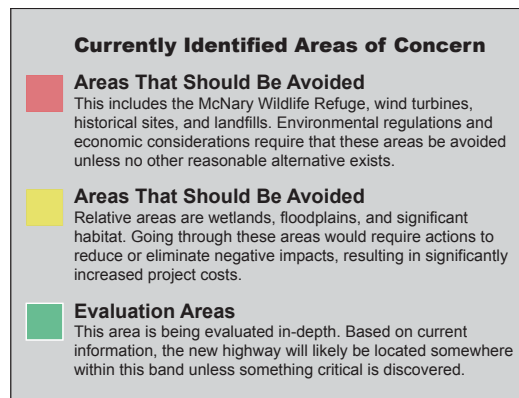 Currently Identified Areas of Concern
Areas That Should Be Avoided
This includes the McNary Wildlife Refuge, wind turbines,
historical sites, and landfills. Environmental regulations and
economic considerations require that these areas be avoided
unless no other reasonable alternative exists.
Areas That Should Be Avoided
Relative areas are wetlands, floodplains, and significant
habitat. Going through these areas would require actions to
reduce or eliminate negative impacts, resulting in significantly
increased project costs.
Evaluation Areas
This area is being evaluated in-depth. Based on current
information, the new highway will likely be located somewhere
within this band unless something critical is discovered.